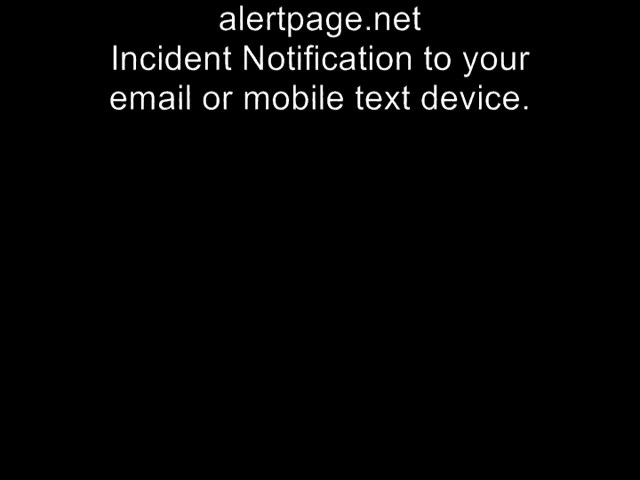 alertpage.net
Incident Notification to your
email or mobile text device.